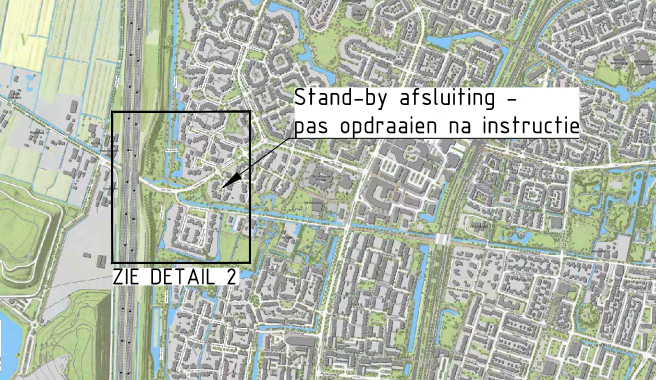 Stand-by afsluiting -
pas opdraaien na instructie
ZIE DETAIL 2